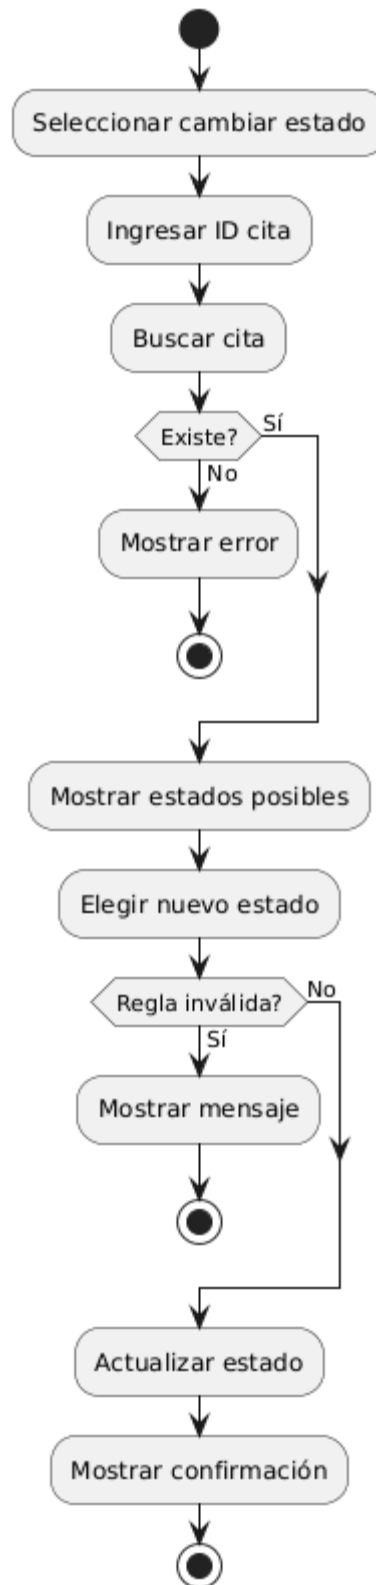 Seleccionar cambiar estado
Ingresar ID cita
Buscar cita
Existe?
Sí
No
Mostrar error
Mostrar estados posibles
Elegir nuevo estado
Regla inválida?
No
Sí
Mostrar mensaje
Actualizar estado
Mostrar confirmación